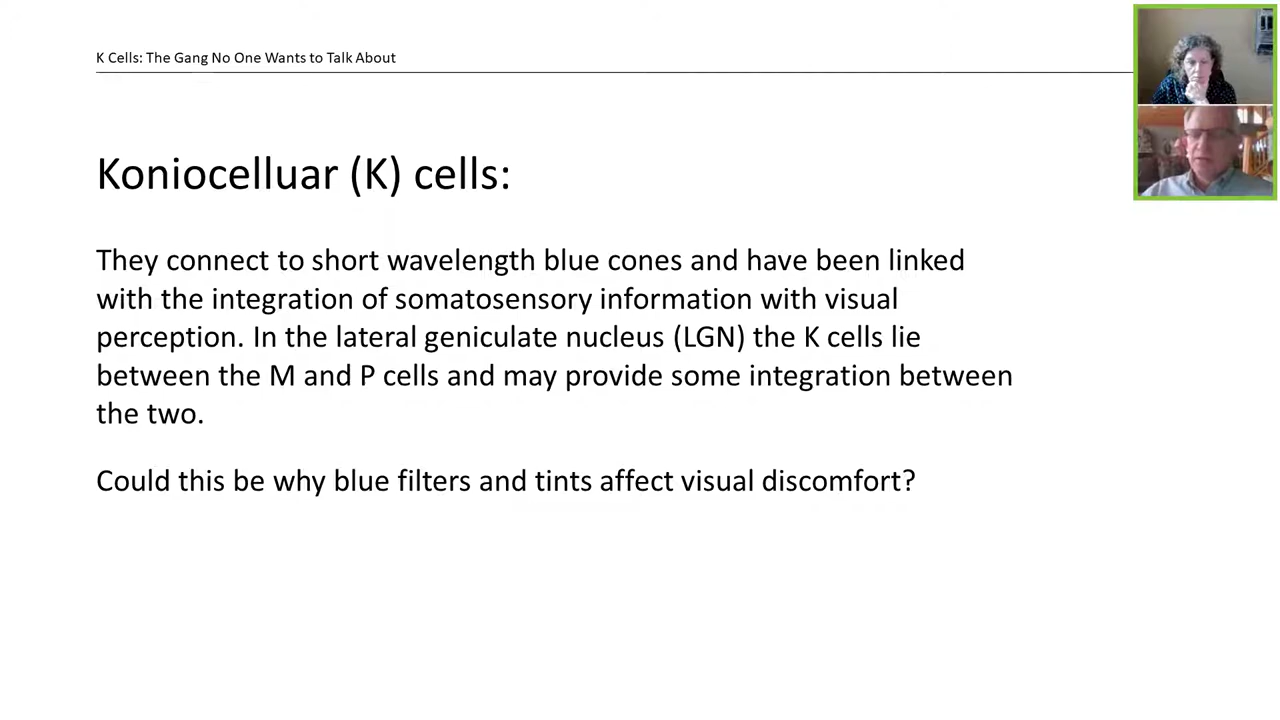 K Cells: The Gang No One Wants to Talk About
Koniocelluar (K) cells:
They connect to short wavelength blue cones and have been linked
with the integration of somatosensory information with visual
perception. In the lateral geniculate nucleus (LGN) the K cells lie
between the M and P cells and may provide some integration between
the two.
Could this be why blue filters and tints affect visual discomfort?